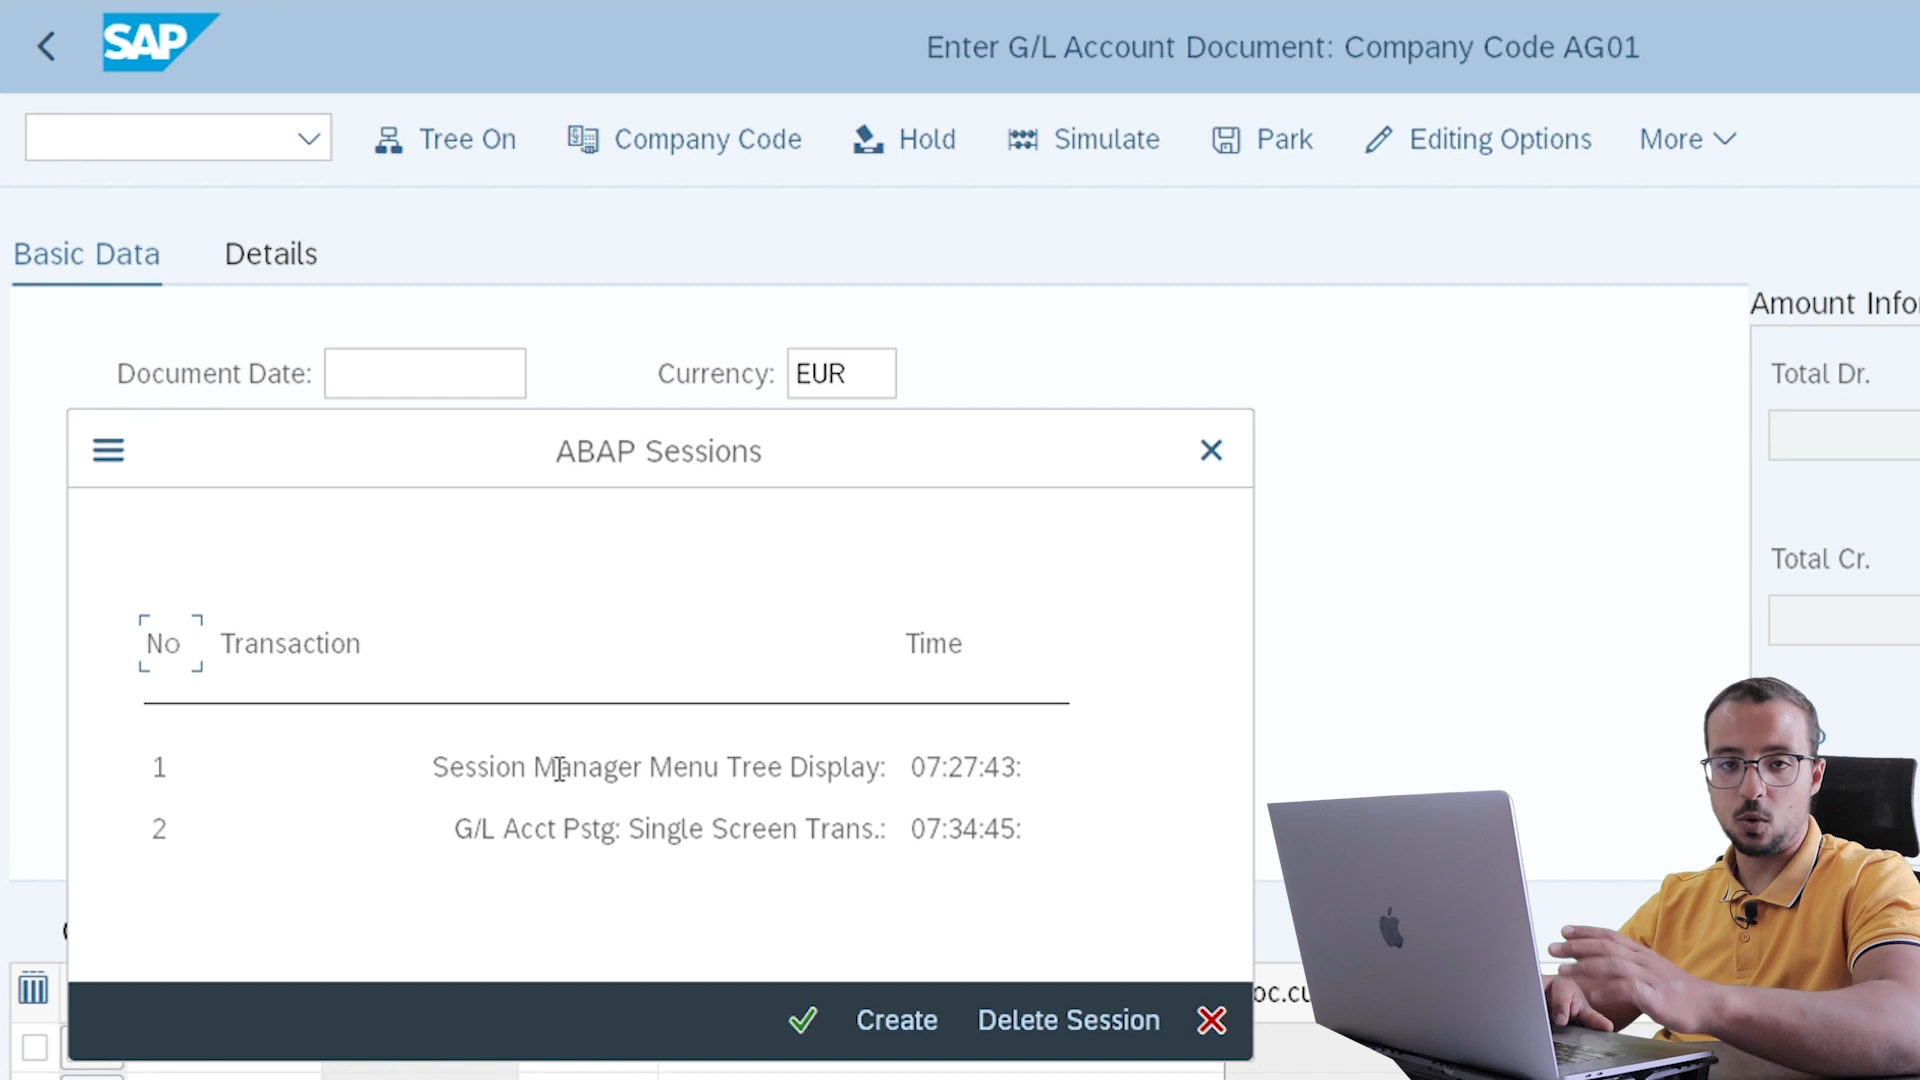 SAP
Enter G/L Account Document: Company Code AG01
Tree On
Company Code
Hold
Simulate
Park
Editing Options
More
Basic Data
Details
Amount Info
Document Date:
Currency: EUR
Total Dr.
ABAP Sessions
Total Cr.
No Transaction Time
1 Session Manager Menu Tree Display: 07:27:43:
2 G/L Acct Pstg: Single Screen Trans.: 07:34:45:
oc.cu
Create
Delete Session